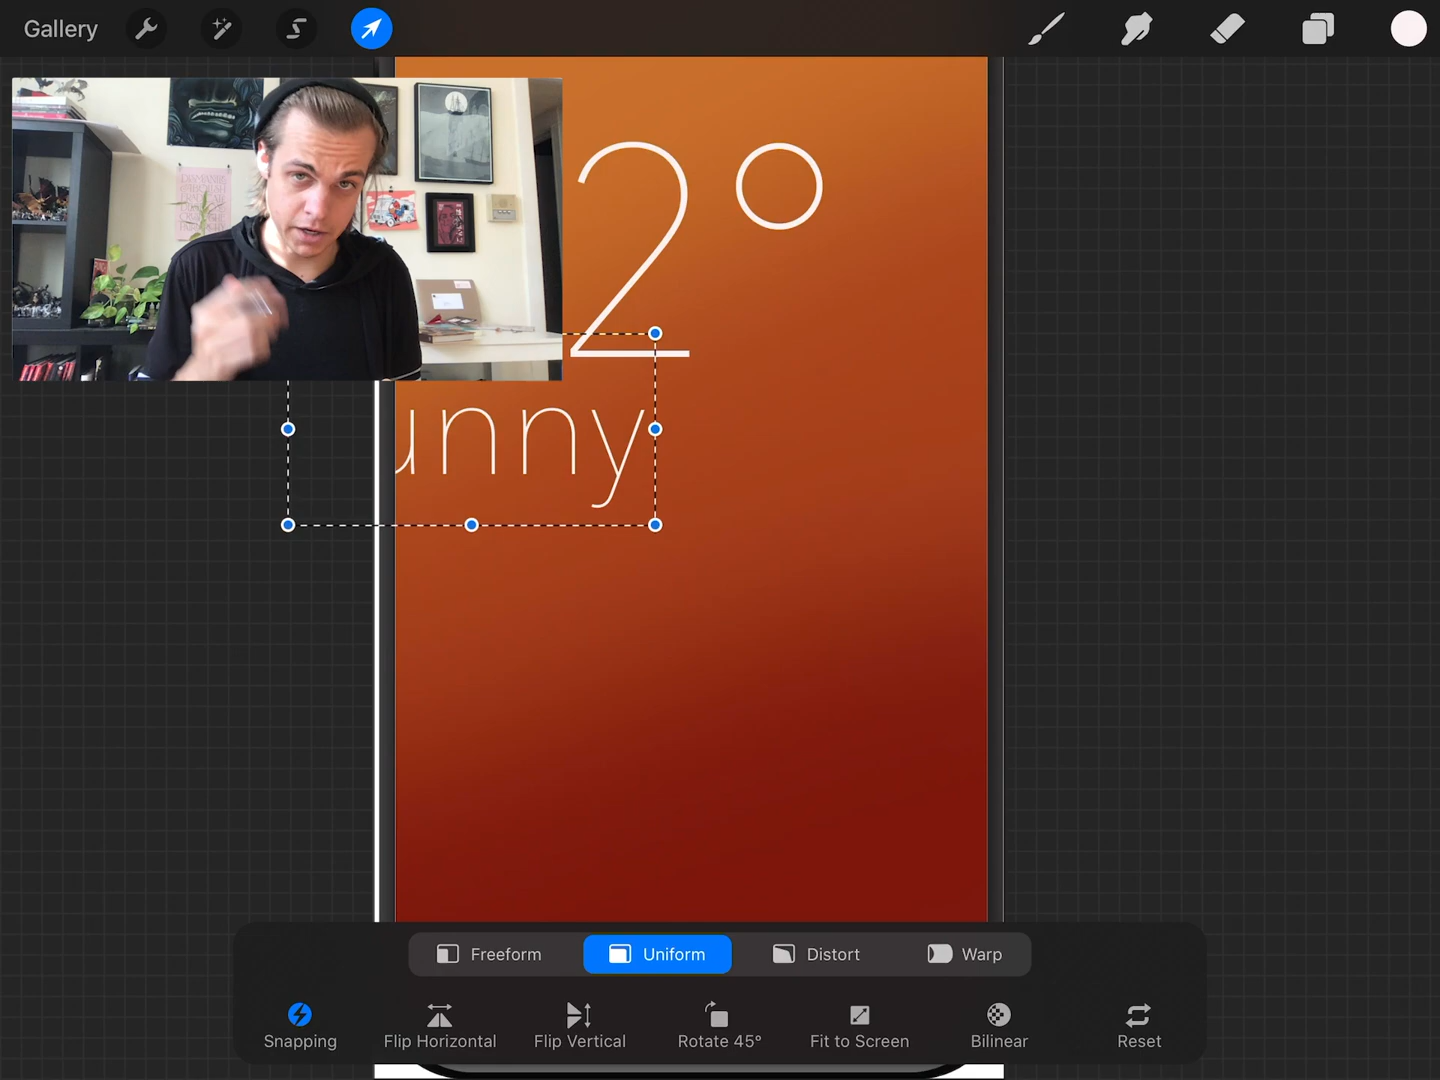 Gallery
2°
unny
Freeform
Uniform
Distort
Warp
Snapping
Flip Horizontal
Flip Vertical
Rotate 45°
Fit to Screen
Bilinear
Reset